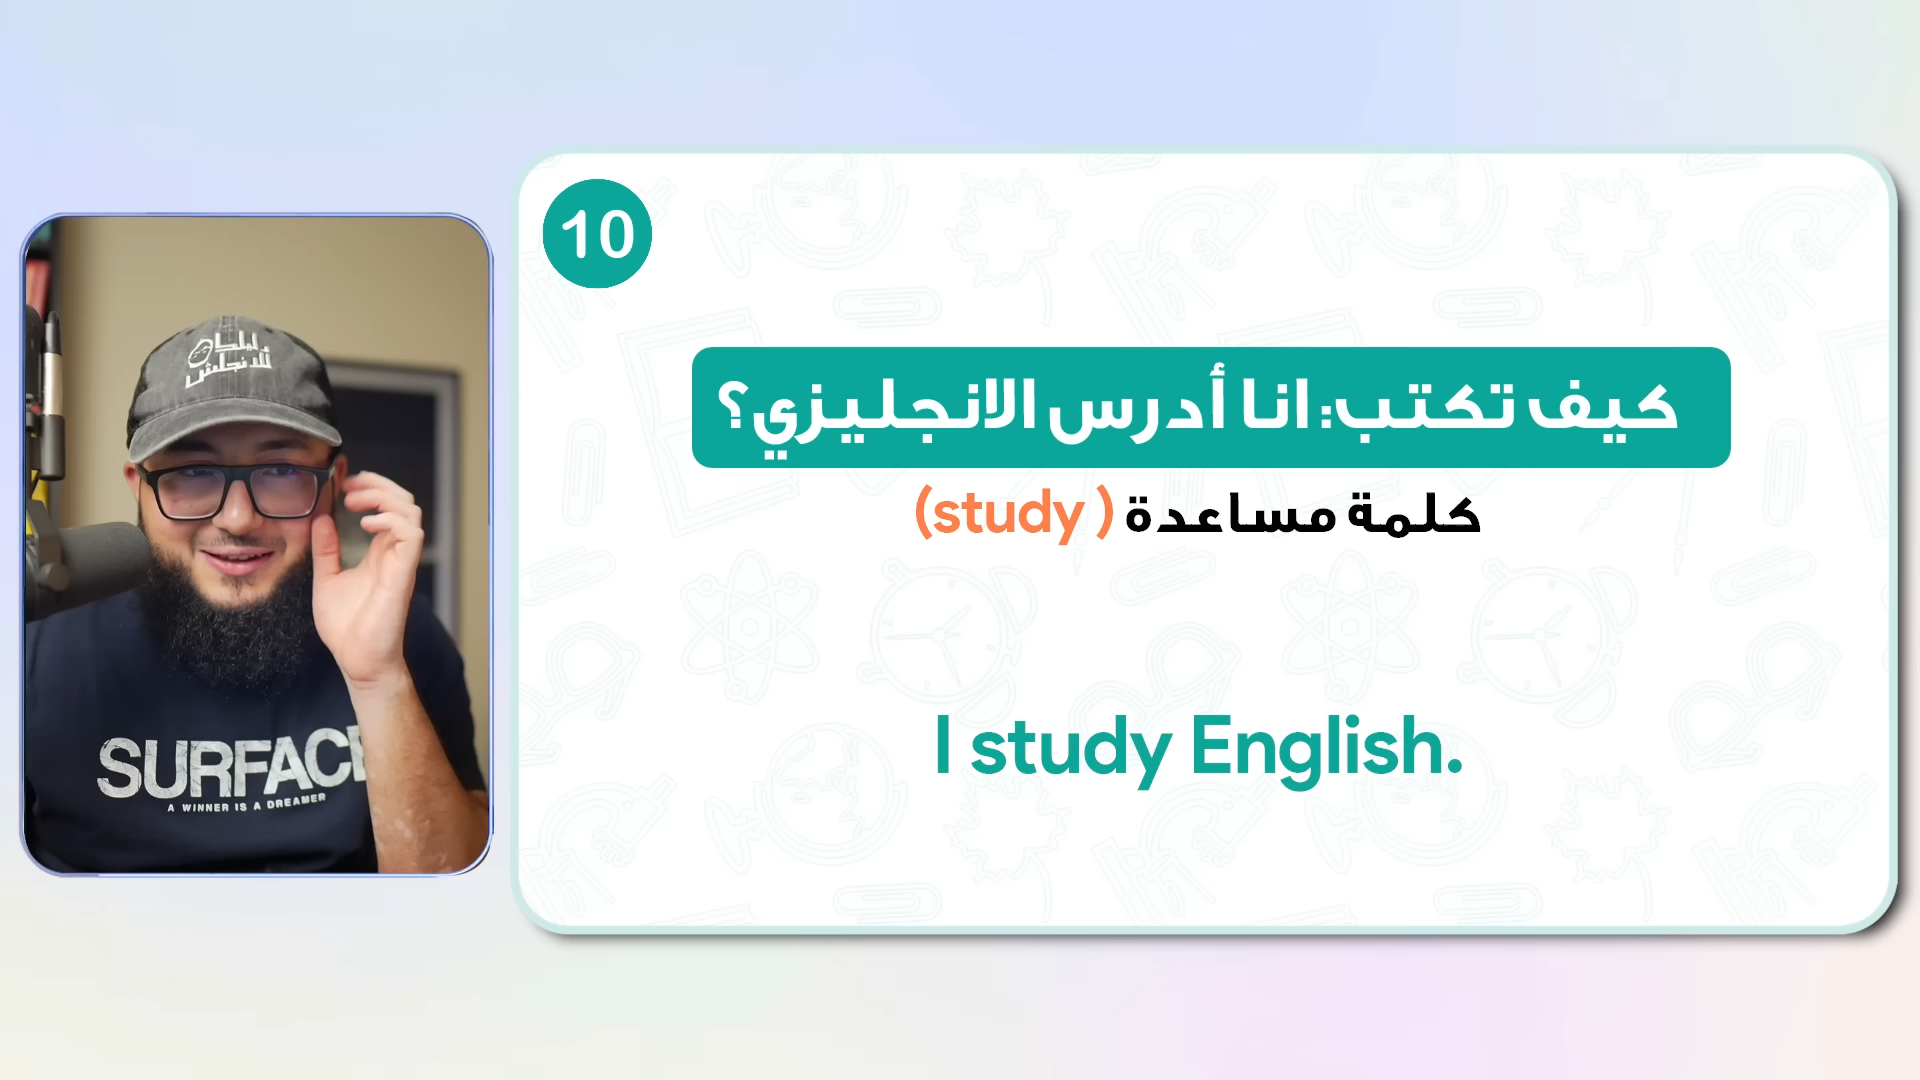 10
كيف تكتب: انا أدرس الانجليزي؟
كلمة مساعدة (study )
I study English.
SURFACE
A WINNER IS A DREAMER